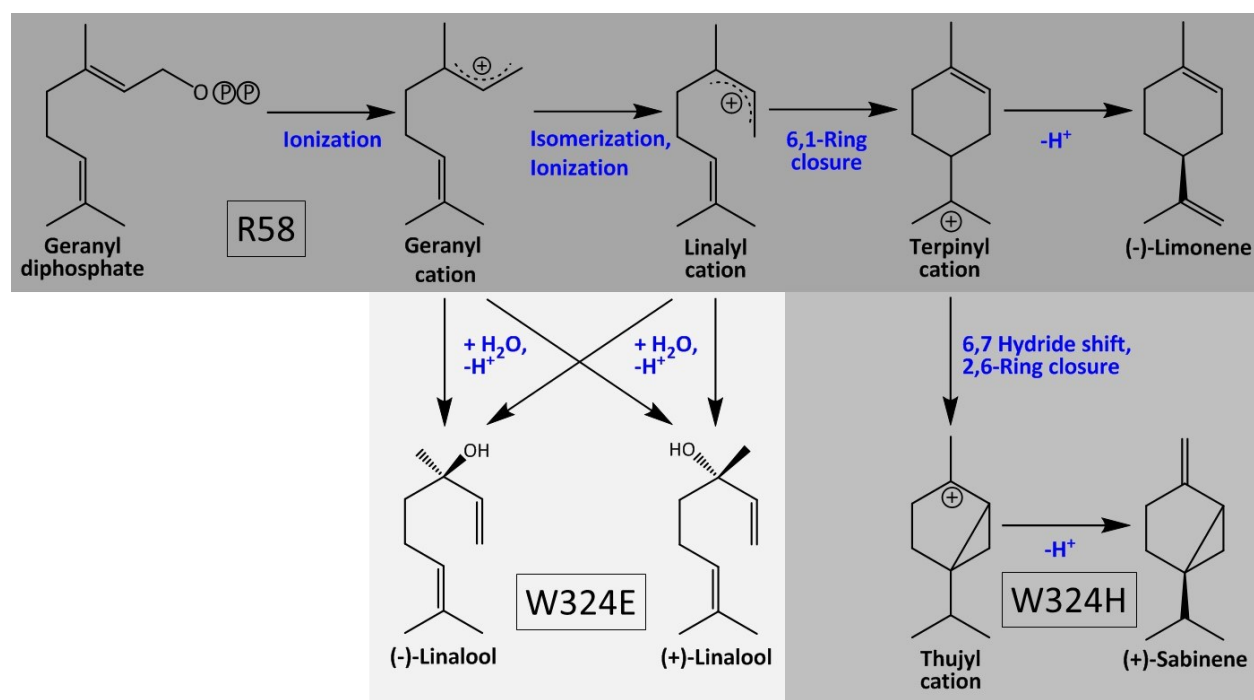 O P P
Ionization
Isomerization,
Ionization
6,1-Ring
closure
-H+
R58
Geranyl
diphosphate
Geranyl
cation
Linalyl
cation
Terpinyl
cation
(-)-Limonene
+ H2O,
-H+
+ H2O,
-H+
6,7 Hydride shift,
2,6-Ring closure
OH
HO
-H+
W324E
W324H
(-)-Linalool
(+)-Linalool
Thujyl
cation
(+)-Sabinene